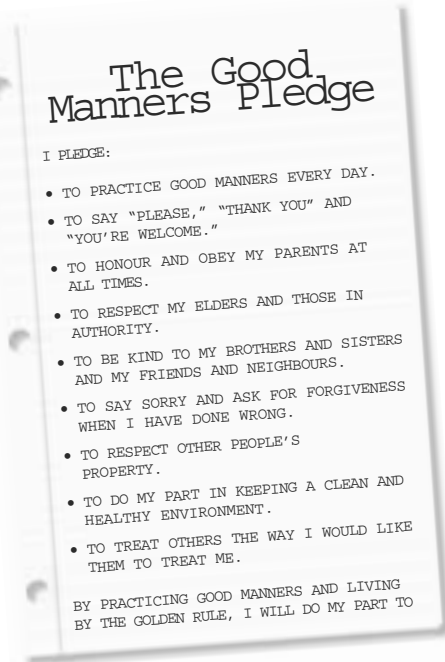 The Good
Manners Pledge
I PLEDGE:
• TO PRACTICE GOOD MANNERS EVERY DAY.
• TO SAY “PLEASE,” “THANK YOU” AND
“YOU’RE WELCOME.”
• TO HONOUR AND OBEY MY PARENTS AT
ALL TIMES.
• TO RESPECT MY ELDERS AND THOSE IN
AUTHORITY.
• TO BE KIND TO MY BROTHERS AND SISTERS
AND MY FRIENDS AND NEIGHBOURS.
• TO SAY SORRY AND ASK FOR FORGIVENESS
WHEN I HAVE DONE WRONG.
• TO RESPECT OTHER PEOPLE’S
PROPERTY.
• TO DO MY PART IN KEEPING A CLEAN AND
HEALTHY ENVIRONMENT.
• TO TREAT OTHERS THE WAY I WOULD LIKE
THEM TO TREAT ME.
BY PRACTICING GOOD MANNERS AND LIVING
BY THE GOLDEN RULE, I WILL DO MY PART TO